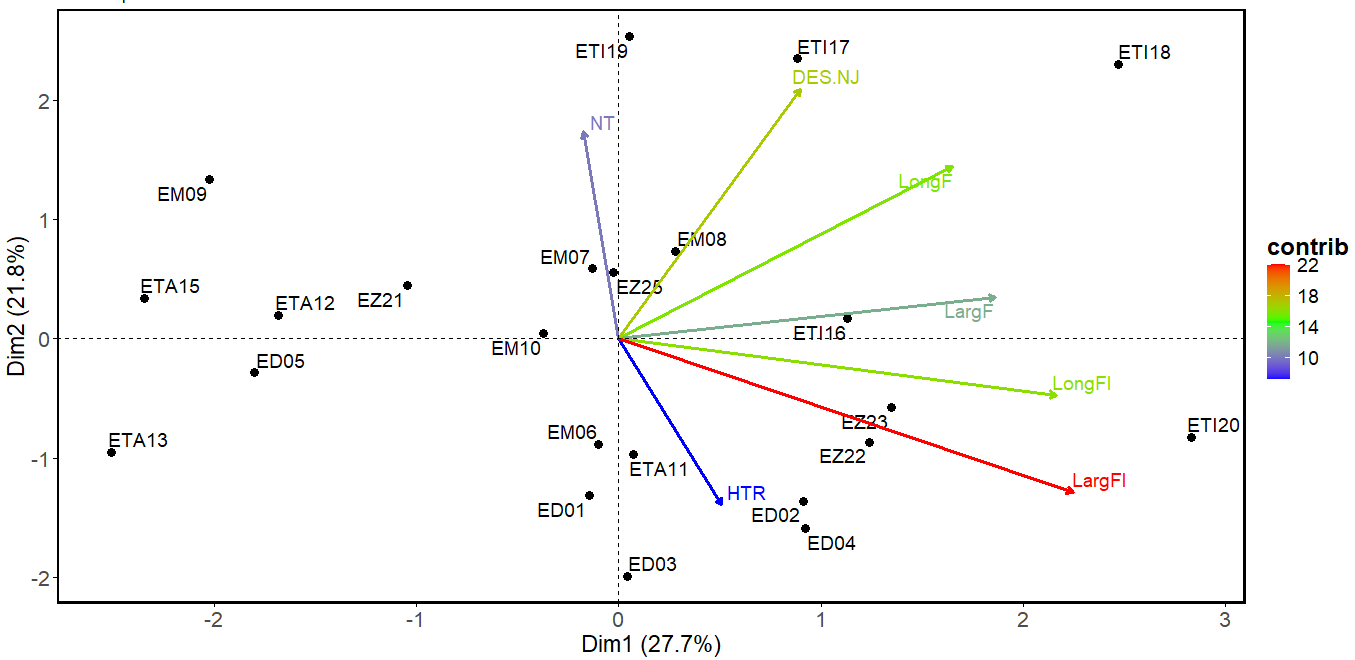 ETI19
ETI17
ETI18
DES.NJ
2
NT
EM09
LongF
1
EM08
EM07
ETA15
EZ25
ETA12
EZ21
LargF
ETI16
0
EM10
ED05
LongFl
EZ23
ETI20
EM06
ETA13
EZ22
-1
ETA11
LargFl
HTR
ED01
ED02
ED04
ED03
-2
-2
-1
0
1
2
3
Dim1 (27.7%)
Dim2 (21.8%)
contrib
22
18
14
10